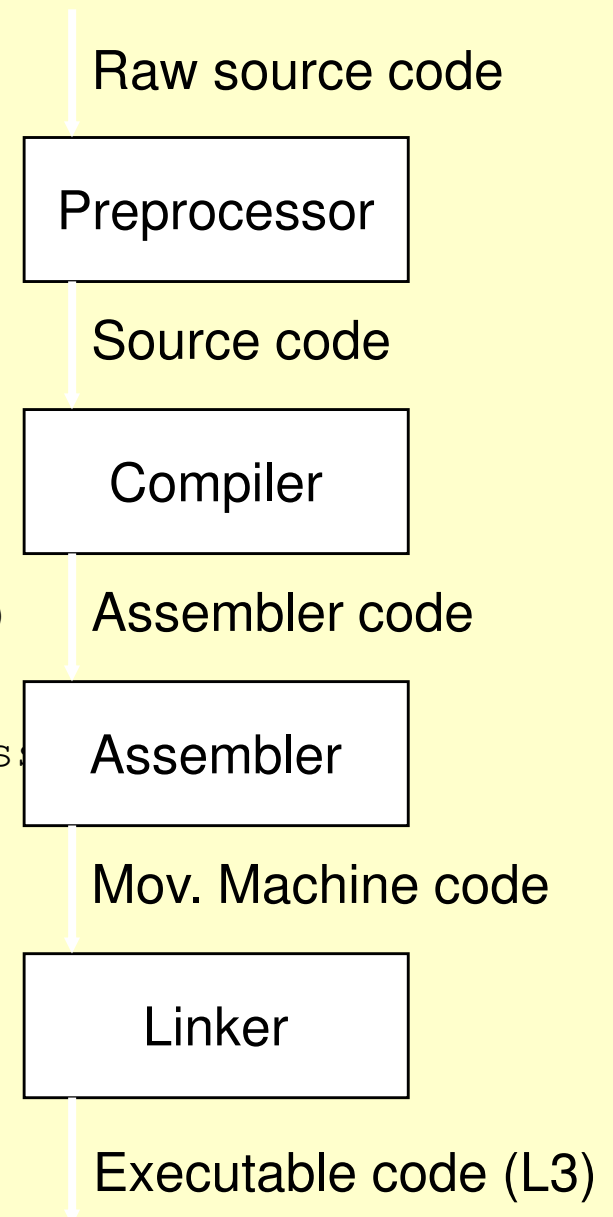 Raw source code
Preprocessor
Source code
Compiler
)
Assembler code
Assembler
Mov. Machine code
Linker
Executable code (L3)